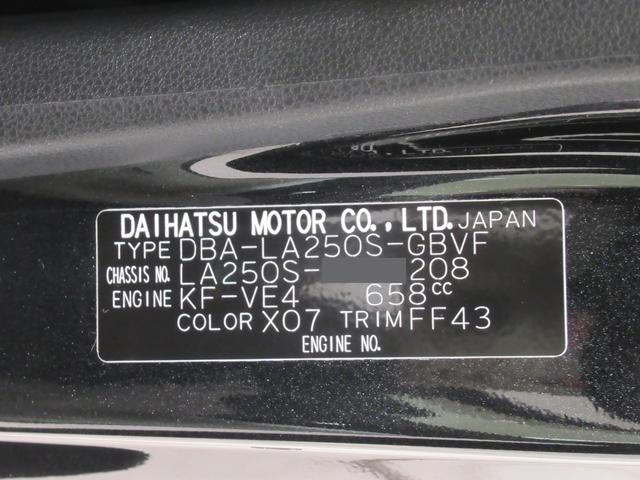 DAIHATSU MOTOR CO., LTD. JAPAN
TYPE DBA-LA250S-GBVF
CHASSIS NO. LA250S- 208
ENGINE KF-VE4 658cc
COLOR X07 TRIM FF43
ENGINE NO.